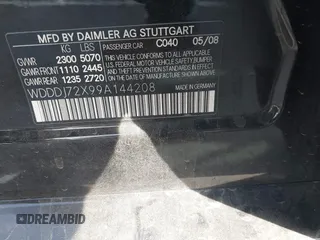 MFD BY DAIMLER AG STUTTGART
KG LBS PASSENGER CAR C040 05/08
GVWR 2300 5070
GAWR FRONT 1110 2445
GAWR REAR 1235 2720
THIS VEHICLE CONFORMS TO ALL APPLICABLE
U.S. FEDERAL MOTOR VEHICLE SAFETY, BUMPER
AND THEFT PREVENTION STANDARDS IN EFFECT
ON THE DATE OF MANUFACTURE SHOWN ABOVE
WDDDJ72X99A144208
MADE IN GERMANY
DREAMBID